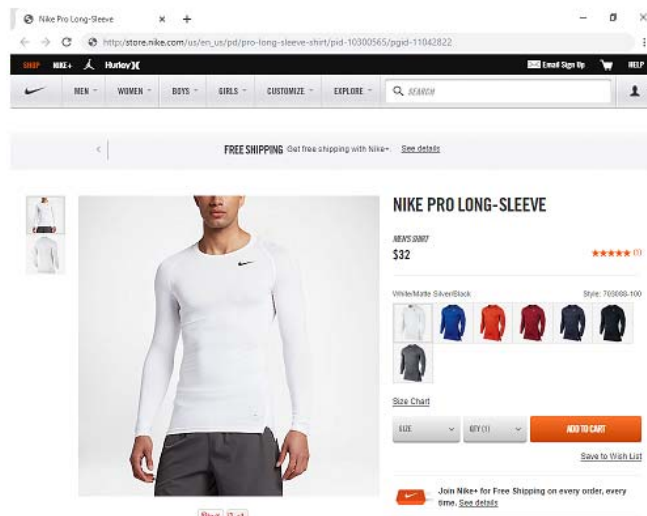 Nike Pro Long-Sleeve
http:/store.nike.com/us/en_us/pd/pro-long-sleeve-shirt/pid-10300565/pgid-11042822
SHOP NIKE+ Hurley Email Sign Up HELP
MEN WOMEN BOYS GIRLS CUSTOMIZE EXPLORE SEARCH
FREE SHIPPING Get free shipping with Nike+. See details
NIKE PRO LONG-SLEEVE
MEN'S SHIRT
$32 (1)
White/Matte Silver/Black Style: 703088-100
Size Chart
SIZE QTY (1) ADD TO CART
Save to Wish List
Join Nike+ for Free Shipping on every order, every
time. See details